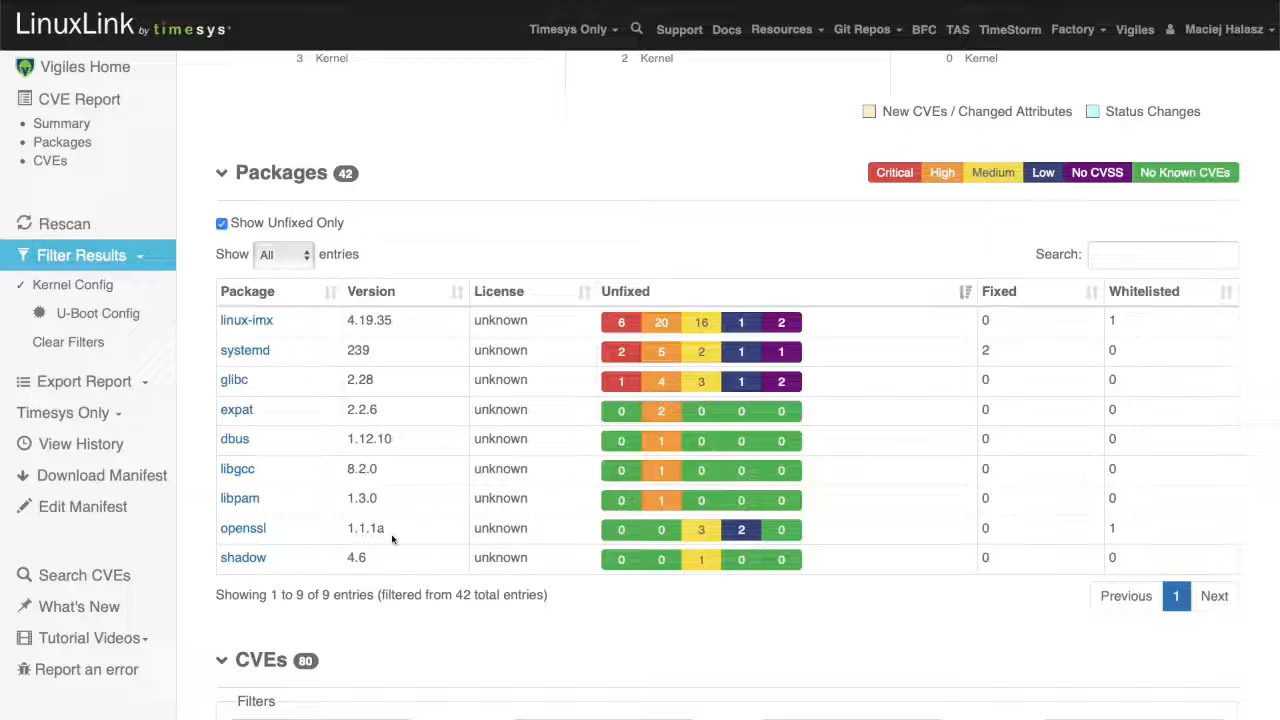 LinuxLink by timesys
Timesys Only Support Docs Resources Git Repos BFC TAS TimeStorm Factory Vigiles Maciej Halasz
Vigiles Home
CVE Report
Summary
Packages
CVEs
Rescan
Filter Results
✓ Kernel Config
U-Boot Config
Clear Filters
Export Report
Timesys Only
View History
Download Manifest
Edit Manifest
Search CVEs
What's New
Tutorial Videos
Report an error
3 Kernel 2 Kernel 0 Kernel
New CVEs / Changed Attributes Status Changes
Packages 42
Critical High Medium Low No CVSS No Known CVEs
Show Unfixed Only
Show All entries Search:
Package Version License Unfixed Fixed Whitelisted
linux-imx 4.19.35 unknown 6 20 16 1 2 0 1
systemd 239 unknown 2 5 2 1 1 2 0
glibc 2.28 unknown 1 4 3 1 2 0 0
expat 2.2.6 unknown 0 2 0 0 0 0 0
dbus 1.12.10 unknown 0 1 0 0 0 0 0
libgcc 8.2.0 unknown 0 1 0 0 0 0 0
libpam 1.3.0 unknown 0 1 0 0 0 0 0
openssl 1.1.1a unknown 0 0 3 2 0 0 1
shadow 4.6 unknown 0 0 1 0 0 0 0
Showing 1 to 9 of 9 entries (filtered from 42 total entries)
Previous 1 Next
CVEs 80
Filters